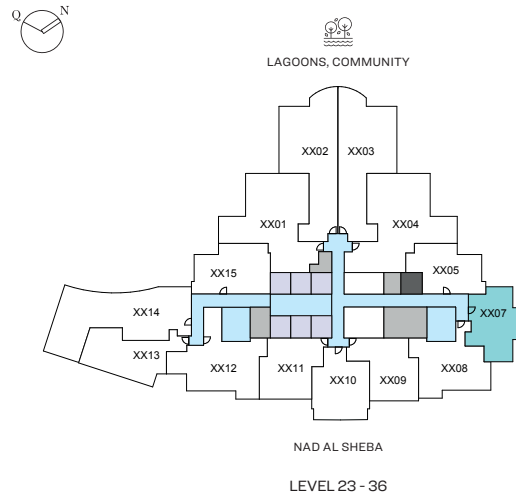 Q N
LAGOONS, COMMUNITY
XX02 XX03
XX01 XX04
XX15 XX05
XX14 XX07
XX13 XX12 XX11 XX10 XX09 XX08
NAD AL SHEBA
LEVEL 23 - 36